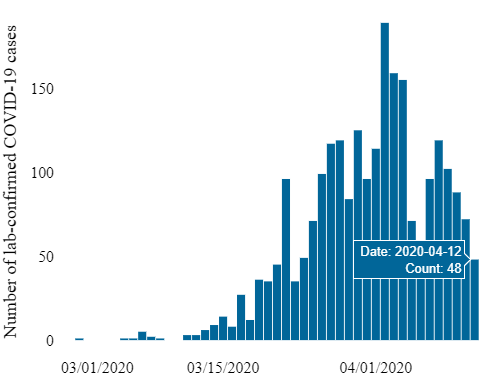 Number of lab-confirmed COVID-19 cases
150
100
50
0
Date: 2020-04-12
Count: 48
03/01/2020
03/15/2020
04/01/2020